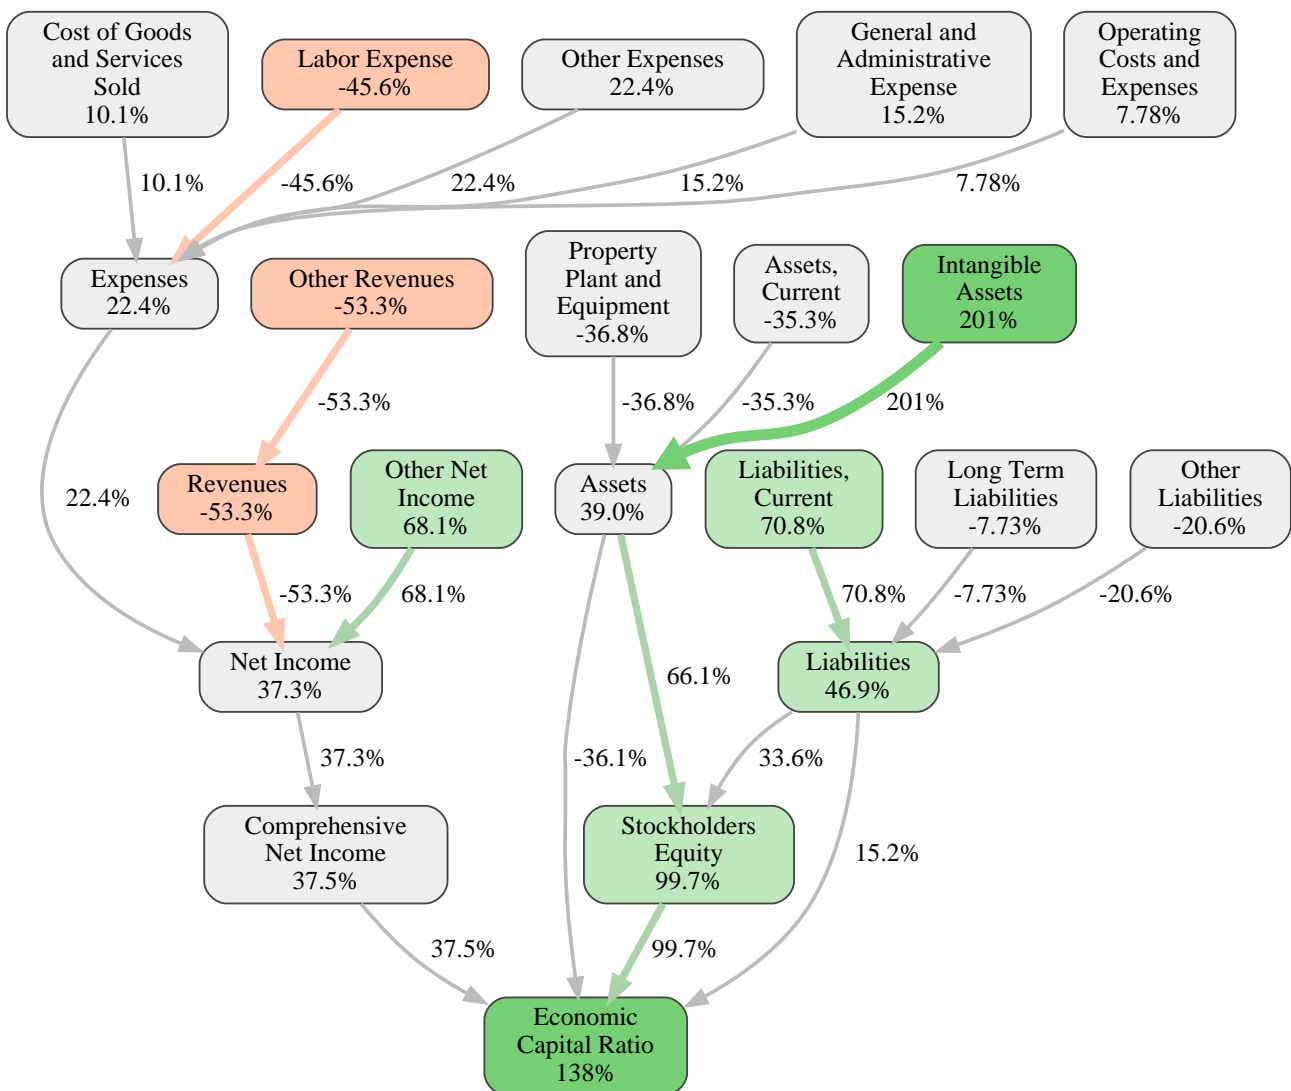 Cost of Goods
and Services
Sold
10.1%
Labor Expense
-45.6%
Other Expenses
22.4%
General and
Administrative
Expense
15.2%
Operating
Costs and
Expenses
7.78%
10.1%
-45.6%
22.4%
15.2%
7.78%
Expenses
22.4%
Other Revenues
-53.3%
Property
Plant and
Equipment
-36.8%
Assets,
Current
-35.3%
Intangible
Assets
201%
-53.3%
-36.8%
-35.3%
201%
22.4%
Revenues
-53.3%
Other Net
Income
68.1%
Assets
39.0%
Liabilities,
Current
70.8%
Long Term
Liabilities
-7.73%
Other
Liabilities
-20.6%
-53.3%
68.1%
70.8%
-7.73%
-20.6%
Net Income
37.3%
66.1%
Liabilities
46.9%
37.3%
-36.1%
33.6%
Comprehensive
Net Income
37.5%
Stockholders
Equity
99.7%
15.2%
37.5%
99.7%
Economic
Capital Ratio
138%